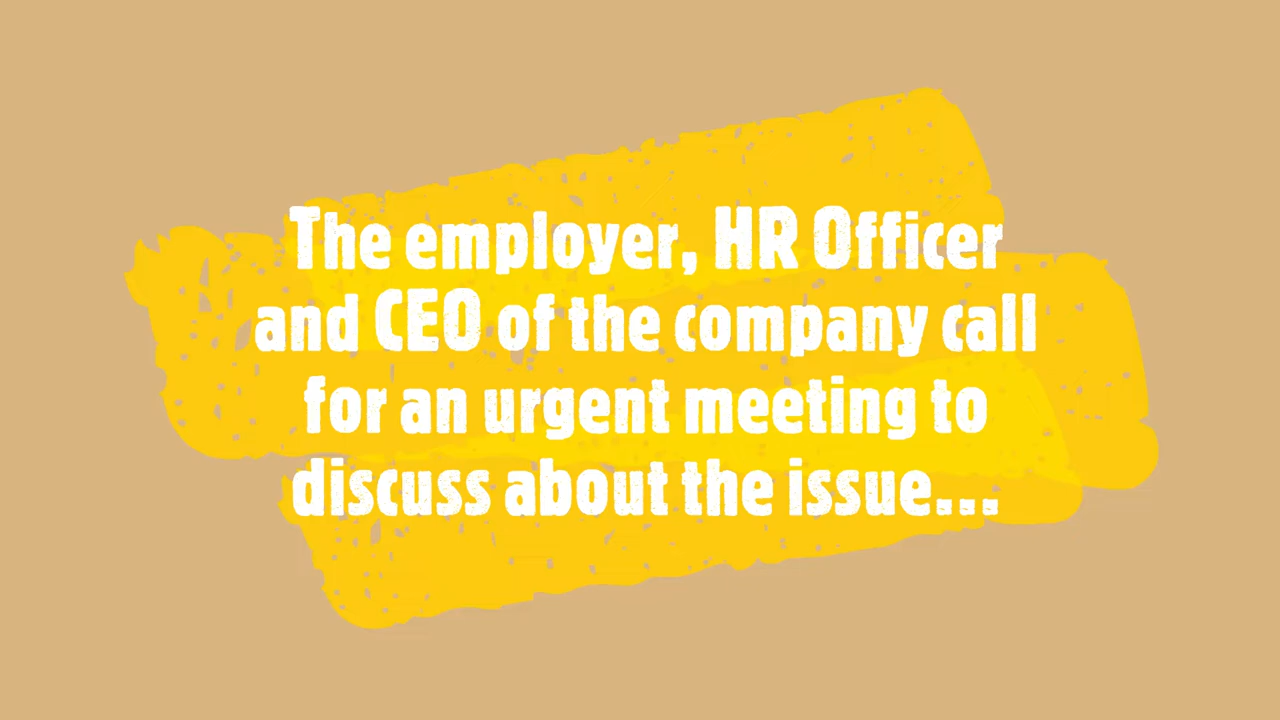 The employer, HR Officer
and CEO of the company call
for an urgent meeting to
discuss about the issue...